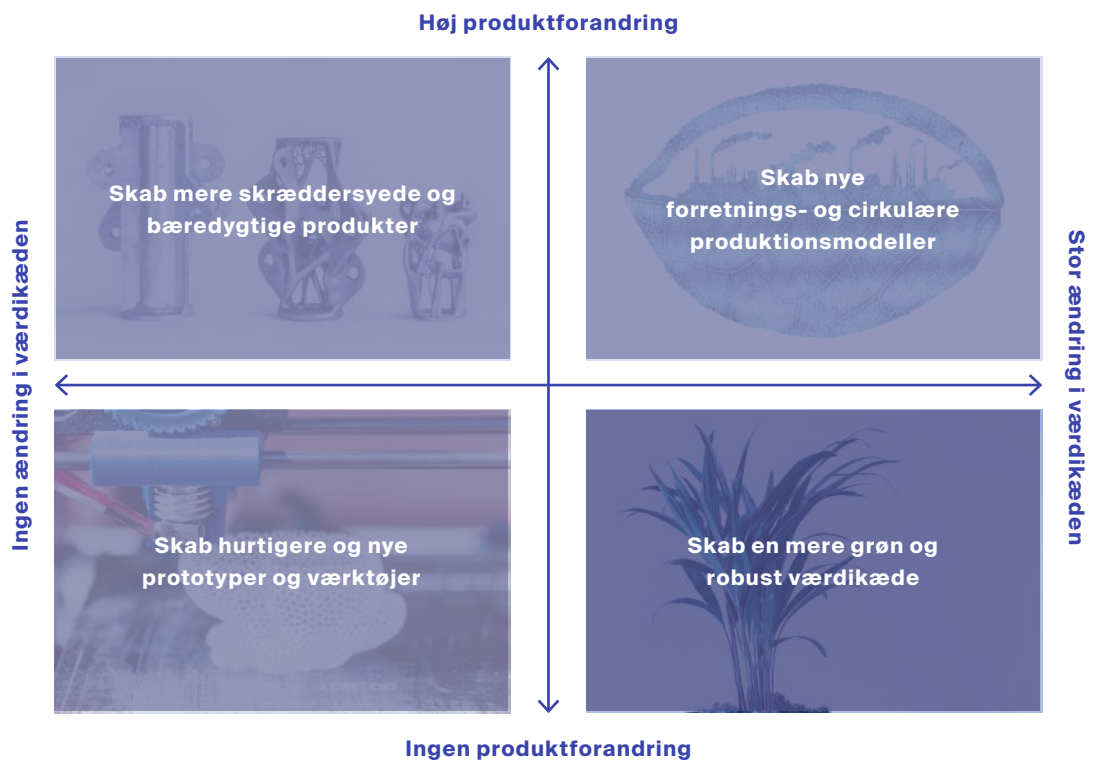 Høj produktforandring
Skab mere skræddersyede og
bæredygtige produkter
Skab nye
forretnings- og cirkulære
produktionsmodeller
Ingen ændring i værdikæden
Stor ændring i værdikæden
Skab hurtigere og nye
prototyper og værktøjer
Skab en mere grøn og
robust værdikæde
Ingen produktforandring